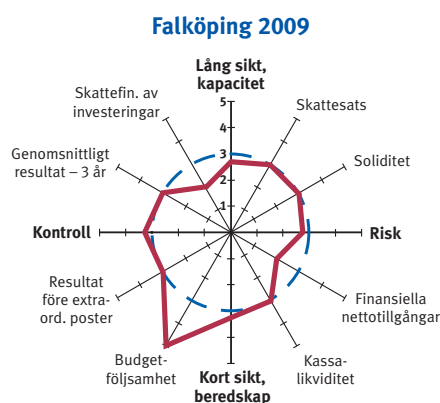 Falköping 2009
Lång sikt,
kapacitet
Skattefin. av
investeringar
Skattesats
Genomsnittligt
resultat – 3 år
Soliditet
5
4
3
2
1
Kontroll
Risk
Resultat
före extra-
ord. poster
Finansiella
nettotillgångar
Budget-
följsamhet
Kassa-
likviditet
Kort sikt,
beredskap